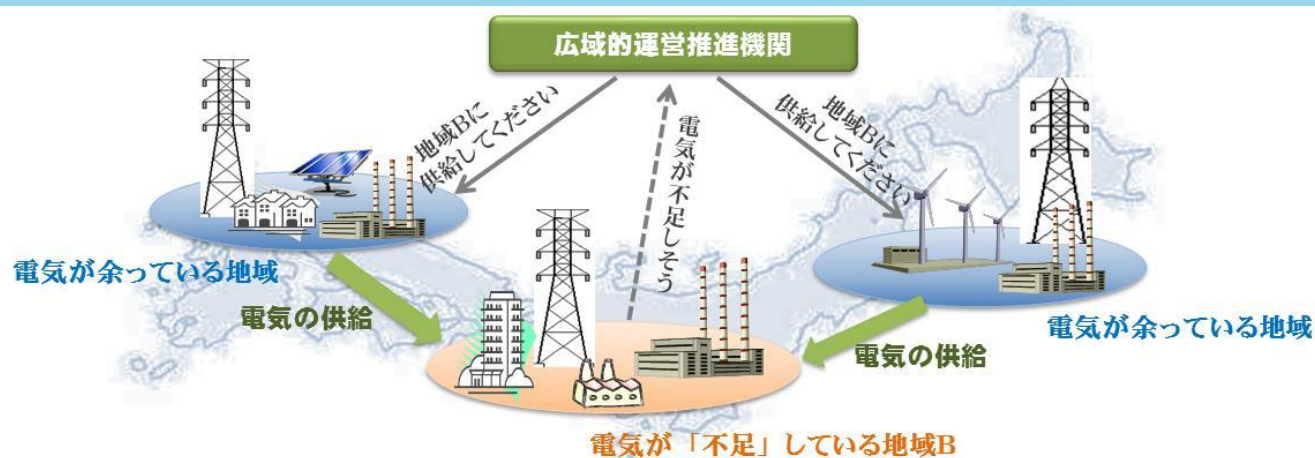 広域的運営推進機関
地域Bに
供給してください
電気が不足しそう
地域Bに
供給してください
電気が余っている地域
電気の供給
電気が余っている地域
電気の供給
電気が「不足」している地域B